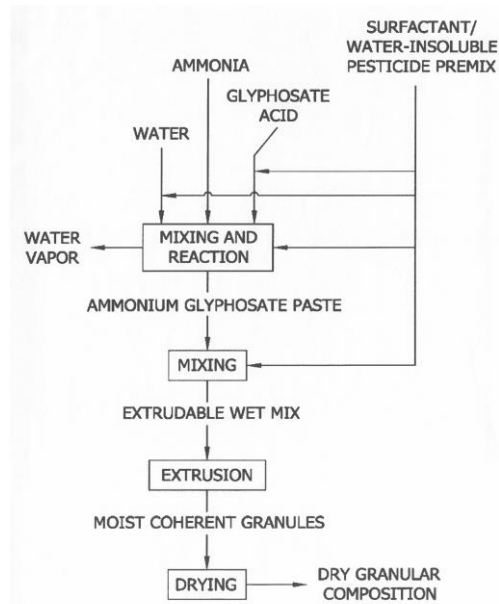 SURFACTANT/
WATER-INSOLUBLE
PESTICIDE PREMIX
AMMONIA
GLYPHOSATE
ACID
WATER
WATER
VAPOR
MIXING AND
REACTION
AMMONIUM GLYPHOSATE PASTE
MIXING
EXTRUDABLE WET MIX
EXTRUSION
MOIST COHERENT GRANULES
DRYING
DRY GRANULAR
COMPOSITION